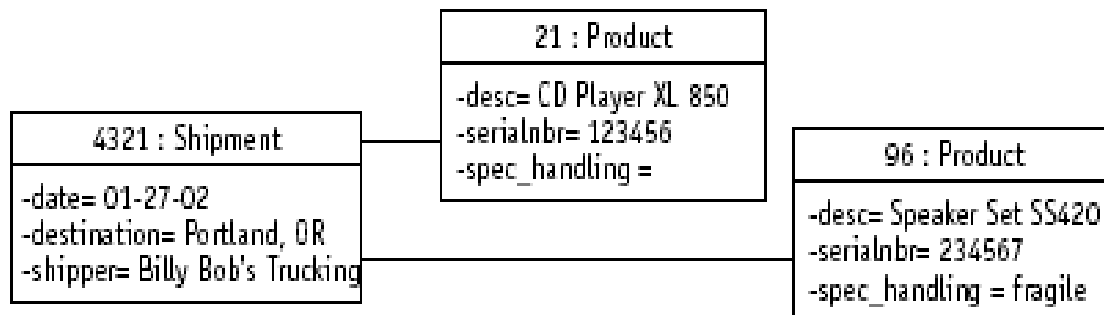 21 : Product
-desc= CD Player XL 850
-serialnbr= 123456
-spec_handling =
4321 : Shipment
-date= 01-27-02
-destination= Portland, OR
-shipper= Billy Bob's Trucking
96 : Product
-desc= Speaker Set SS420
-serialnbr= 234567
-spec_handling = fragile